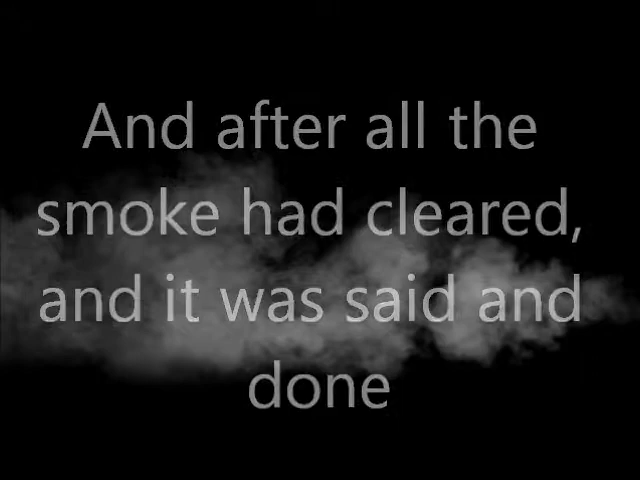 And after all the
smoke had cleared,
and it was said and
done